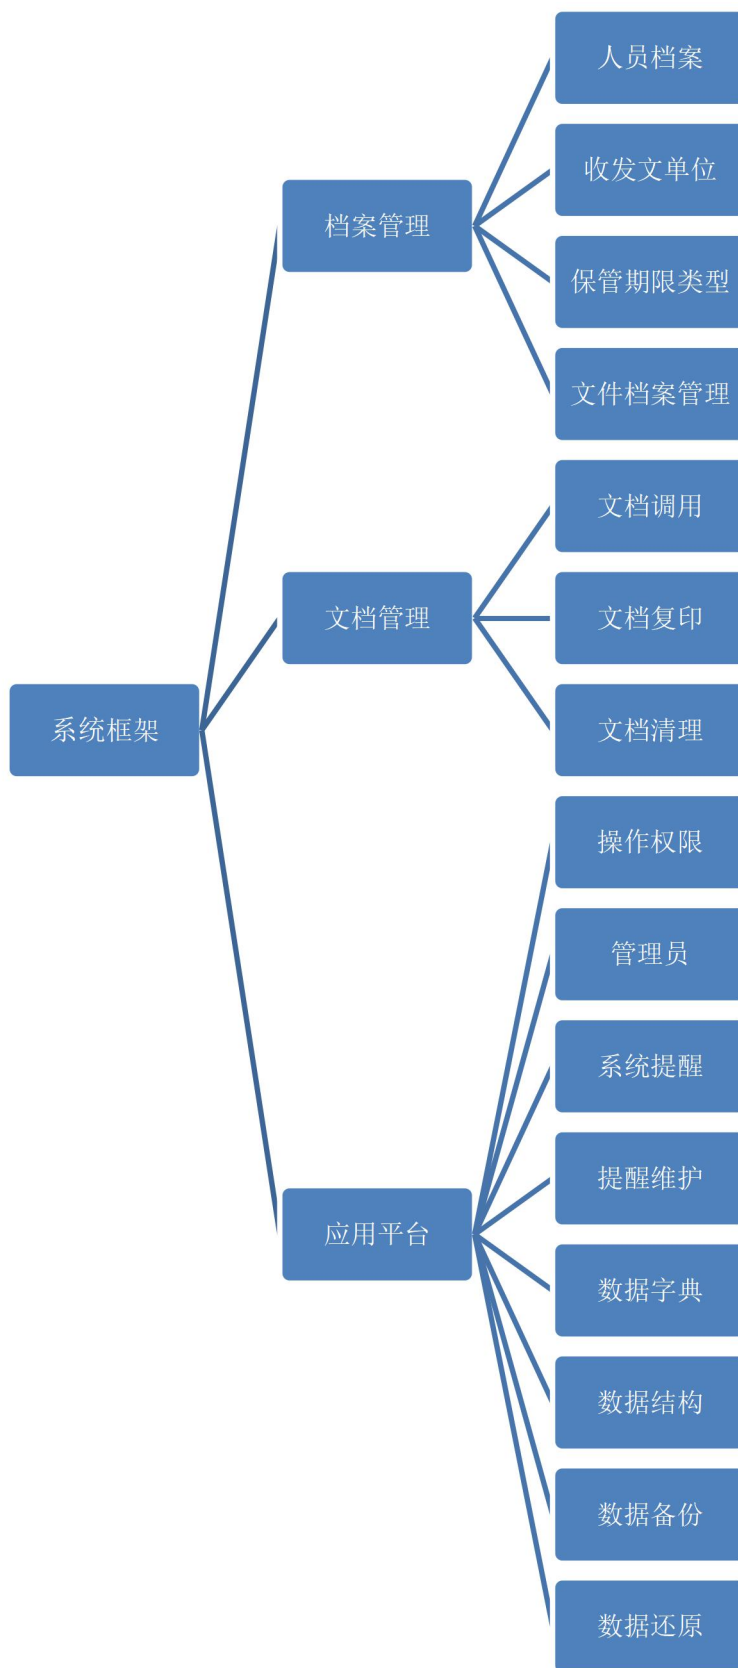 系统框架
档案管理
人员档案
收发文单位
保管期限类型
文件档案管理
文档管理
文档调用
文档复印
文档清理
应用平台
操作权限
管理员
系统提醒
提醒维护
数据字典
数据结构
数据备份
数据还原